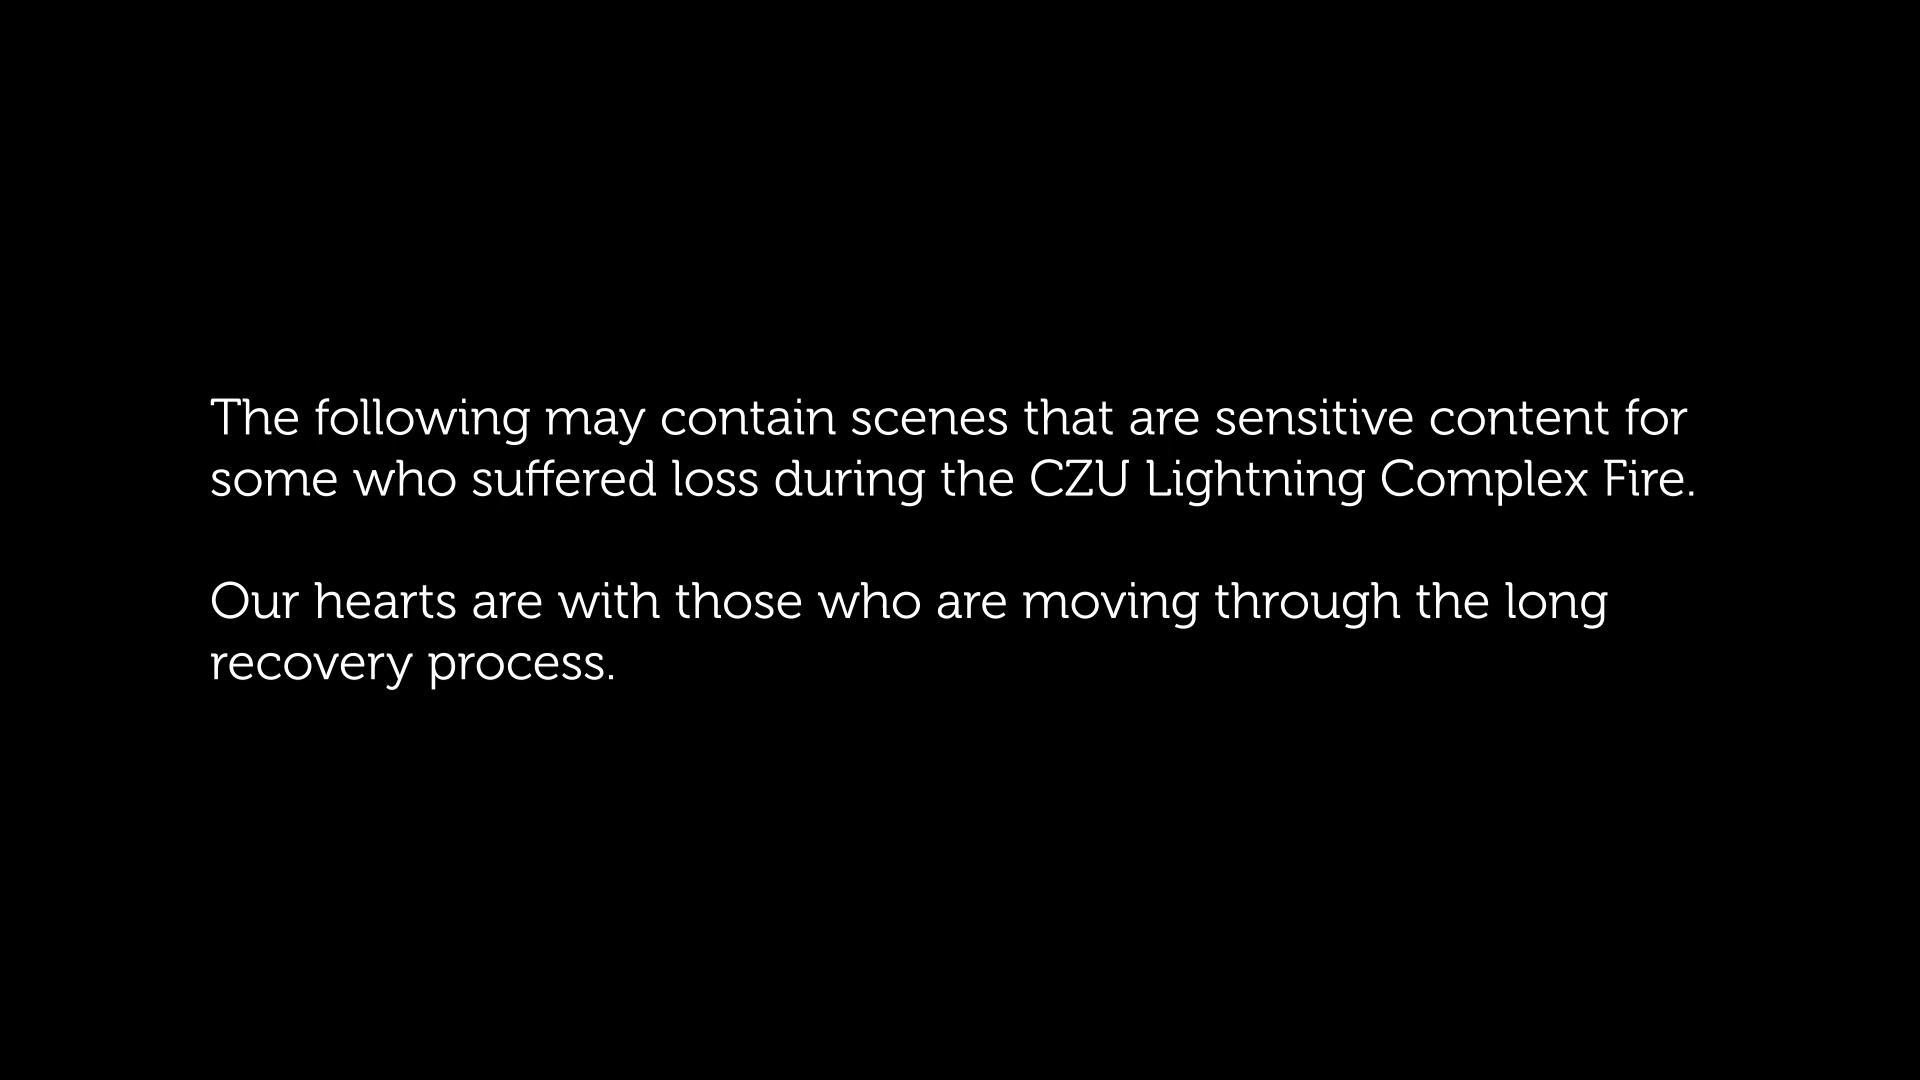 The following may contain scenes that are sensitive content for
some who suffered loss during the CZU Lightning Complex Fire.
Our hearts are with those who are moving through the long
recovery process.